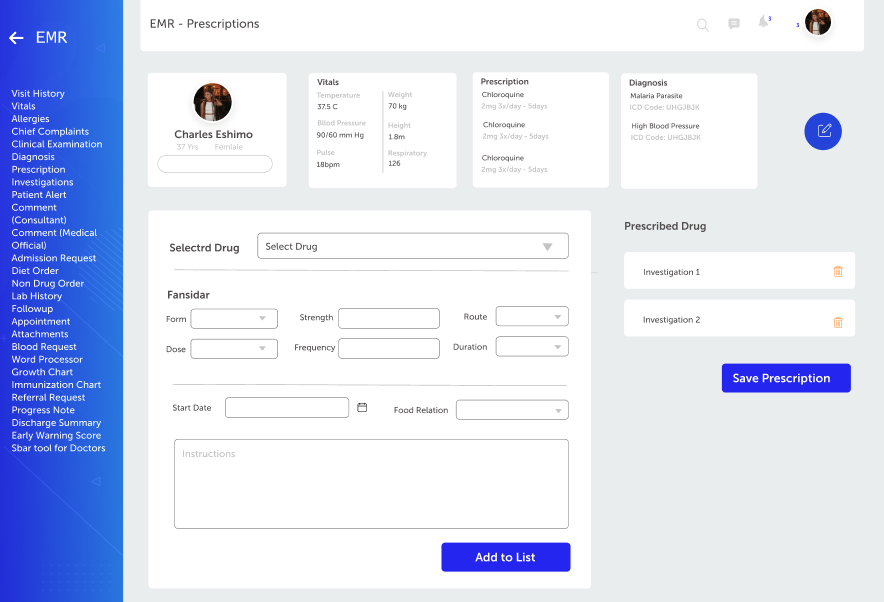 EMR
Visit History
Vitals
Allergies
Chief Complaints
Clinical Examination
Diagnosis
Prescription
Investigations
Patient Alert
Comment
(Consultant)
Comment (Medical
Official)
Admission Request
Diet Order
Non Drug Order
Lab History
Followup
Appointment
Attachments
Blood Request
Word Processor
Growth Chart
Immunization Chart
Referral Request
Progress Note
Discharge Summary
Early Warning Score
Sbar tool for Doctors
EMR - Prescriptions
3
3
Charles Eshimo
37 Yrs Femlale
Vitals
Temperature
37.5 C
Bllod Pressure
90/60 mm Hg
Pulse
18bpm
Weight
70 kg
Height
1.8m
Respiratory
126
Prescription
Chloroquine
2mg 3x/day - 5days
Chloroquine
2mg 3x/day - 5days
Chloroquine
2mg 3x/day - 5days
Diagnosis
Malaria Parasite
ICD Code: UHGJBJK
High Blood Pressure
ICD Code: UHGJBJK
Selectrd Drug
Select Drug
Fansidar
Form
Strength
Route
Dose
Frequency
Duration
Start Date
Food Relation
Instructions
Add to List
Prescribed Drug
Investigation 1
Investigation 2
Save Prescription